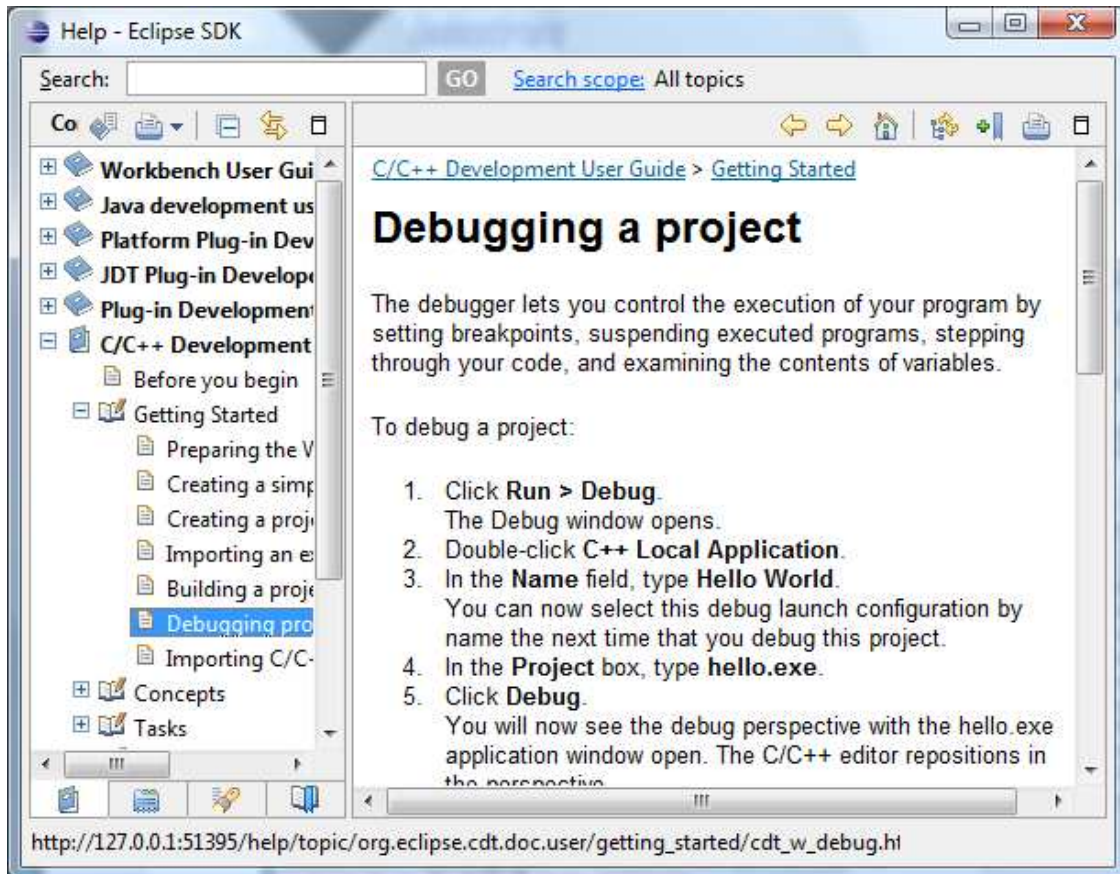 Help - Eclipse SDK
Search:
GO
Search scope: All topics
Co
Workbench User Gui
Java development us
Platform Plug-in Dev
JDT Plug-in Develope
Plug-in Development
C/C++ Development
Before you begin
Getting Started
Preparing the W
Creating a simp
Creating a proje
Importing an e
Building a proje
Debugging pro
Importing C/C-
Concepts
Tasks
C/C++ Development User Guide > Getting Started
Debugging a project
The debugger lets you control the execution of your program by
setting breakpoints, suspending executed programs, stepping
through your code, and examining the contents of variables.
To debug a project:
1. Click Run > Debug.
The Debug window opens.
2. Double-click C++ Local Application.
3. In the Name field, type Hello World.
You can now select this debug launch configuration by
name the next time that you debug this project.
4. In the Project box, type hello.exe.
5. Click Debug.
You will now see the debug perspective with the hello.exe
application window open. The C/C++ editor repositions in
the perspective
http://127.0.0.1:51395/help/topic/org.eclipse.cdt.doc.user/getting_started/cdt_w_debug.ht